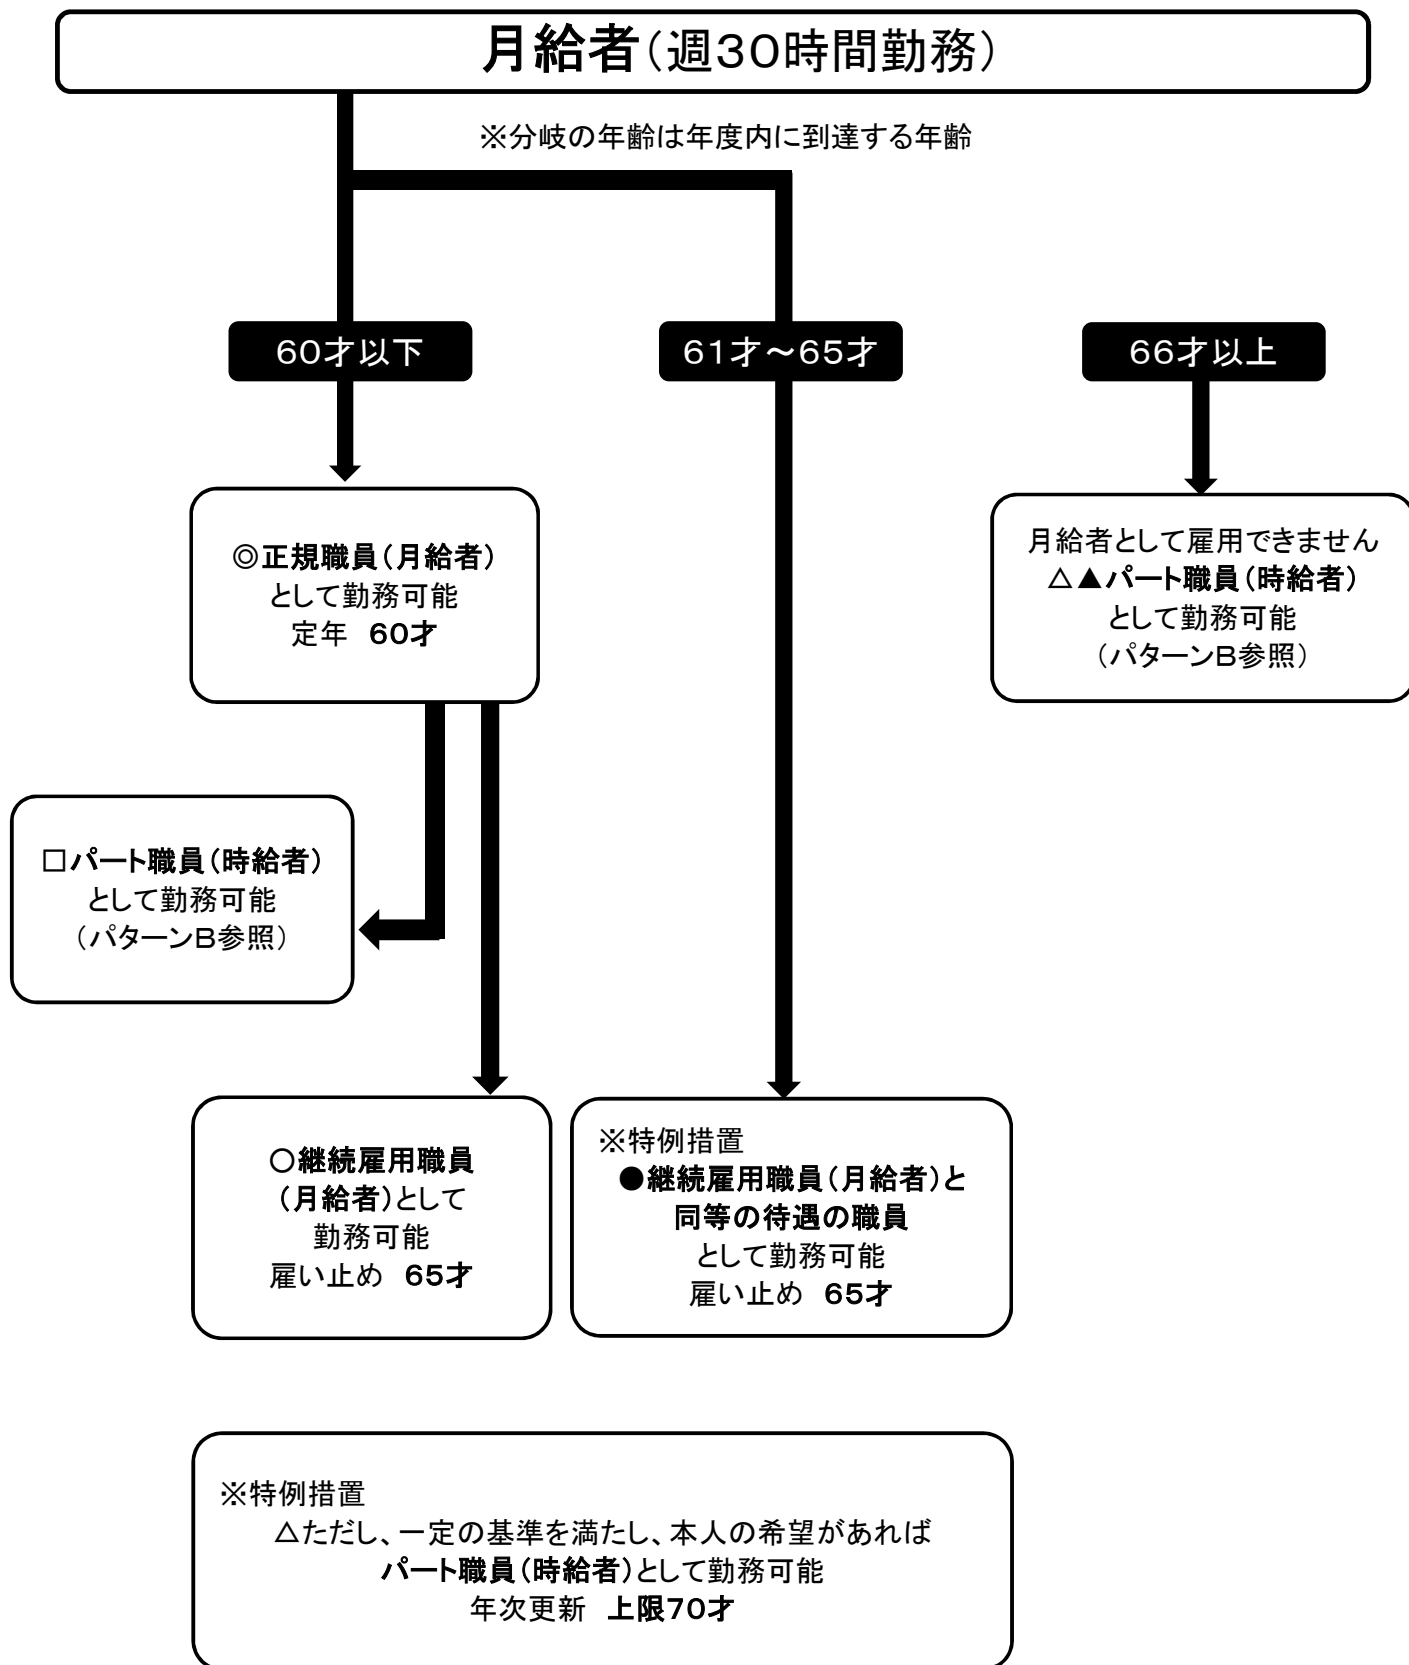 月給者(週30時間勤務)
※分岐の年齢は年度内に到達する年齢
60才以下
61才～65才
66才以上
◎正規職員(月給者)
として勤務可能
定年　60才
月給者として雇用できません
△▲パート職員(時給者)
として勤務可能
(パターンB参照)
□パート職員(時給者)
として勤務可能
(パターンB参照)
○継続雇用職員
(月給者)として
勤務可能
雇い止め　65才
※特例措置
●継続雇用職員(月給者)と
同等の待遇の職員
として勤務可能
雇い止め　65才
※特例措置
△ただし、一定の基準を満たし、本人の希望があれば
パート職員(時給者)として勤務可能
年次更新　上限70才